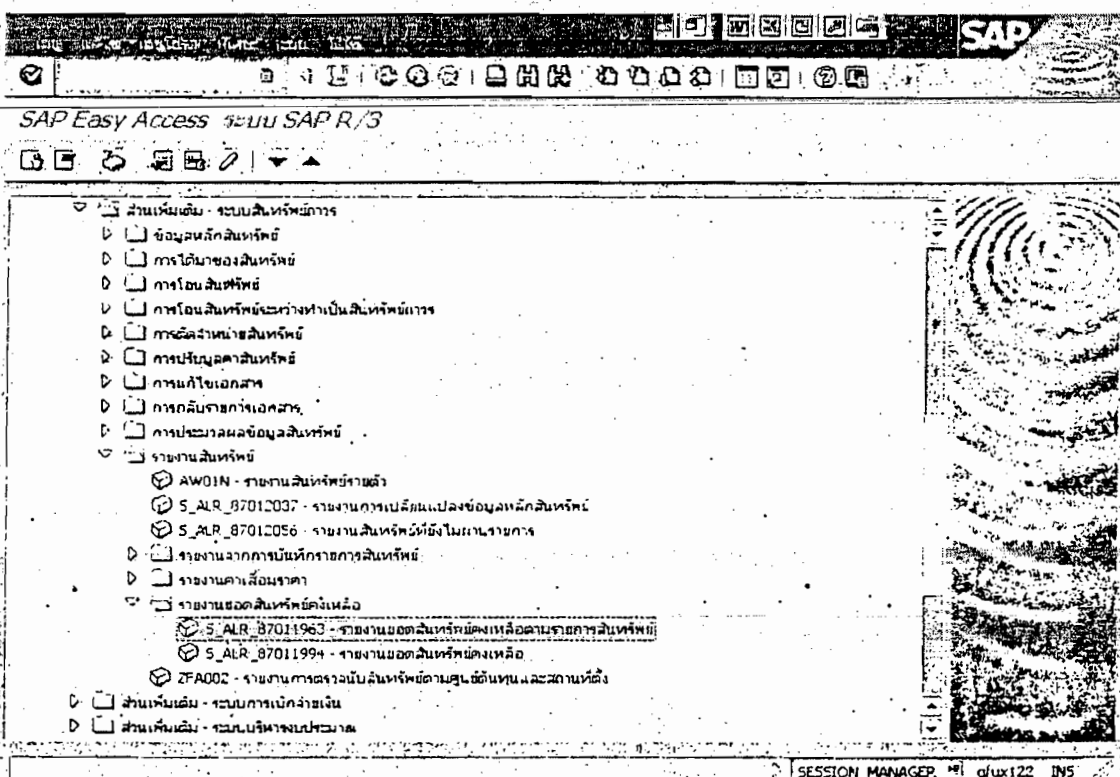 SAP
SAP Easy Access ระบบ SAP R/3
ส่วนเพิ่มเติม - ระบบสินทรัพย์ถาวร
ข้อมูลหลักสินทรัพย์
การได้มาของสินทรัพย์
การโอนสินทรัพย์
การโอนสินทรัพย์ระหว่างทำเป็นสินทรัพย์ถาวร
การตัดจำหน่ายสินทรัพย์
การปรับมูลค่าสินทรัพย์
การแก้ไขเอกสาร
การกลับรายการเอกสาร
การประมวลผลข้อมูลสินทรัพย์
รายงานสินทรัพย์
AW01N - รายงานสินทรัพย์รายตัว
S_ALR_87012037 - รายงานการเปลี่ยนแปลงข้อมูลหลักสินทรัพย์
S_ALR_87012056 - รายงานสินทรัพย์ที่ยังไม่ผ่านรายการ
รายงานจากการบันทึกรายการสินทรัพย์
รายงานค่าเสื่อมราคา
รายงานยอดสินทรัพย์คงเหลือ
S_ALR_87011963 - รายงานยอดสินทรัพย์คงเหลือตามรายการสินทรัพย์
S_ALR_87011994 - รายงานยอดสินทรัพย์คงเหลือ
ZFA002 - รายงานการตรวจนับสินทรัพย์ตามศูนย์ต้นทุนและสถานที่ตั้ง
ส่วนเพิ่มเติม - ระบบการเบิกจ่ายเงิน
ส่วนเพิ่มเติม - ระบบบริหารงบประมาณ
SESSION_MANAGER afux122 INS